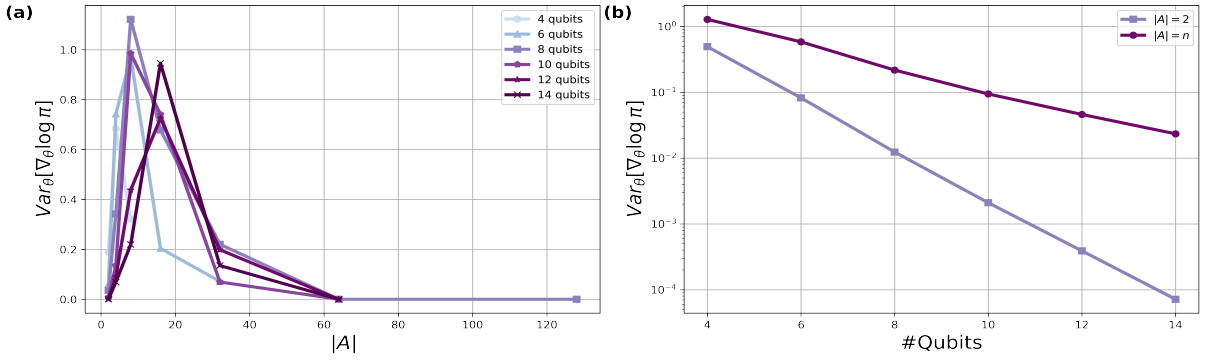 (a)
Var_θ[∇_θ log π]
1.0
0.8
0.6
0.4
0.2
0.0
0 20 40 60 80 100 120
|A|
4 qubits
6 qubits
8 qubits
10 qubits
12 qubits
14 qubits
(b)
Var_θ[∇_θ log π]
10⁰
10⁻¹
10⁻²
10⁻³
10⁻⁴
4 6 8 10 12 14
#Qubits
|A| = 2
|A| = n